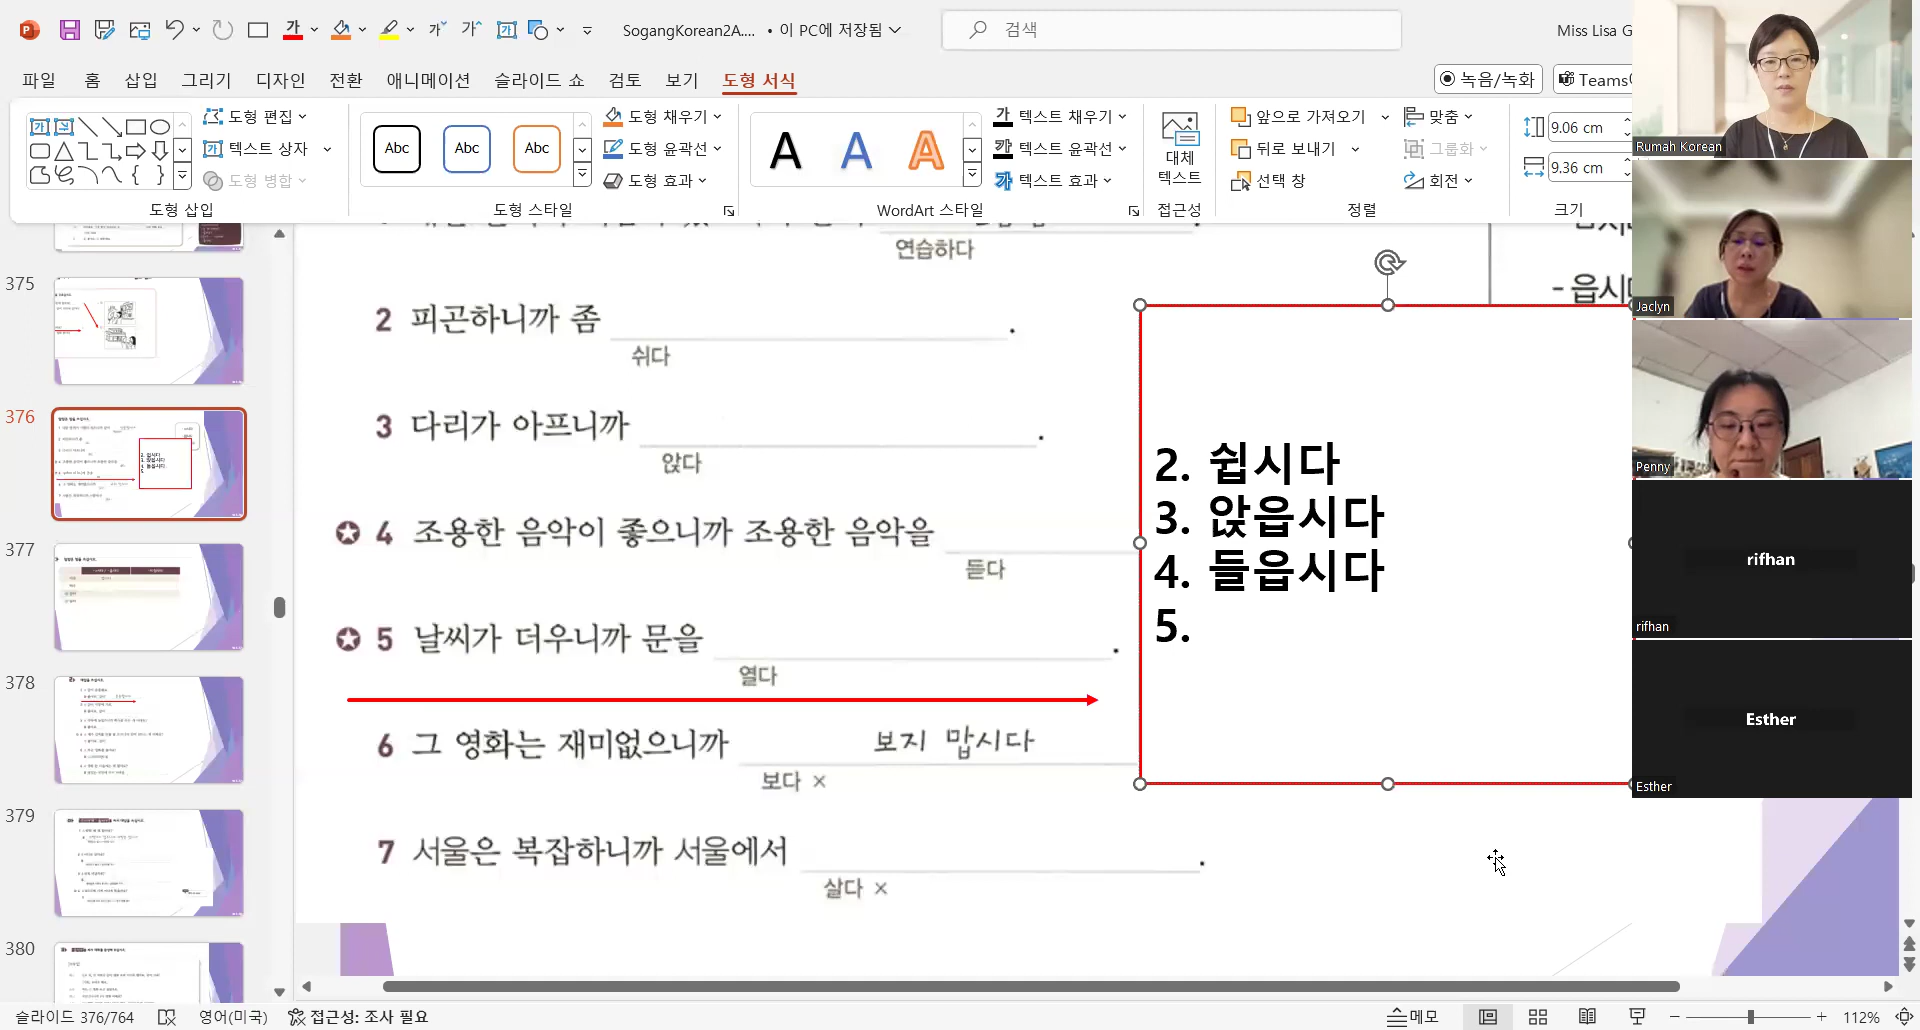 SogangKorean2A.... • 이 PC에 저장됨
검색
Miss Lisa G
파일 홈 삽입 그리기 디자인 전환 애니메이션 슬라이드 쇼 검토 보기 도형 서식
녹음/녹화
Teams
도형 편집
텍스트 상자
도형 병합
도형 삽입
Abc Abc Abc
도형 채우기
도형 윤곽선
도형 효과
도형 스타일
A A A
텍스트 채우기
텍스트 윤곽선
텍스트 효과
WordArt 스타일
대체
텍스트
접근성
앞으로 가져오기
뒤로 보내기
선택 창
맞춤
그룹화
회전
정렬
9.06 cm
9.36 cm
크기
375
376
377
378
379
380
연습하다
- 읍시
2 피곤하니까 좀 .
쉬다
3 다리가 아프니까 .
앉다
4 조용한 음악이 좋으니까 조용한 음악을
듣다
5 날씨가 더우니까 문을 .
열다
6 그 영화는 재미없으니까 보지 맙시다
보다 ×
7 서울은 복잡하니까 서울에서 .
살다 ×
2. 쉽시다
3. 앉읍시다
4. 들읍시다
5.
Rumah Korean
Jaclyn
Penny
rifhan
rifhan
Esther
Esther
슬라이드 376/764
영어(미국)
접근성: 조사 필요
메모
112%